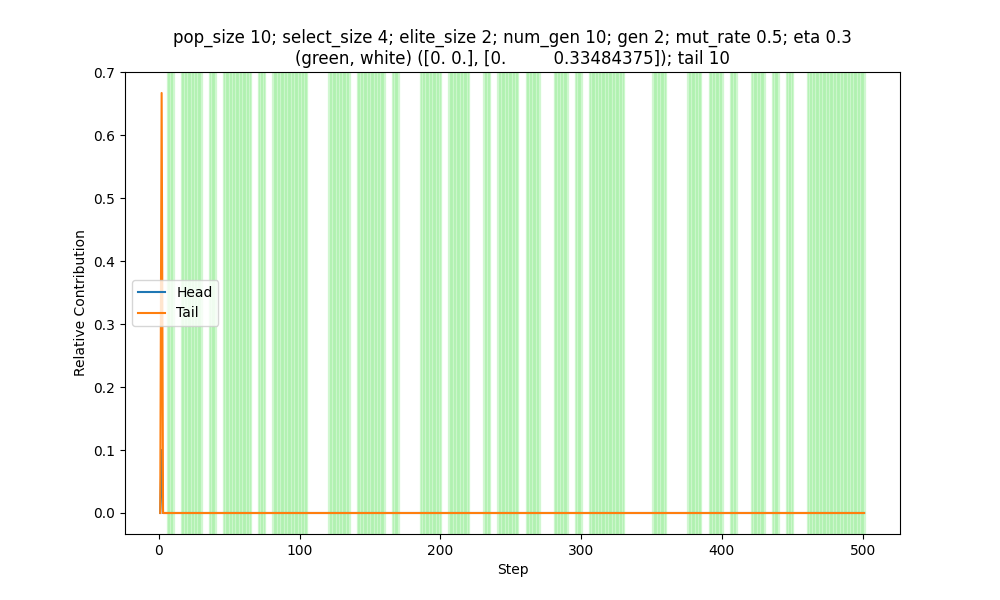 pop_size 10; select_size 4; elite_size 2; num_gen 10; gen 2; mut_rate 0.5; eta 0.3
(green, white) ([0. 0.], [0.          0.33484375]); tail 10
0.7
0.6
0.5
0.4
0.3
0.2
0.1
0.0
Relative Contribution
Head
Tail
0
100
200
300
400
500
Step